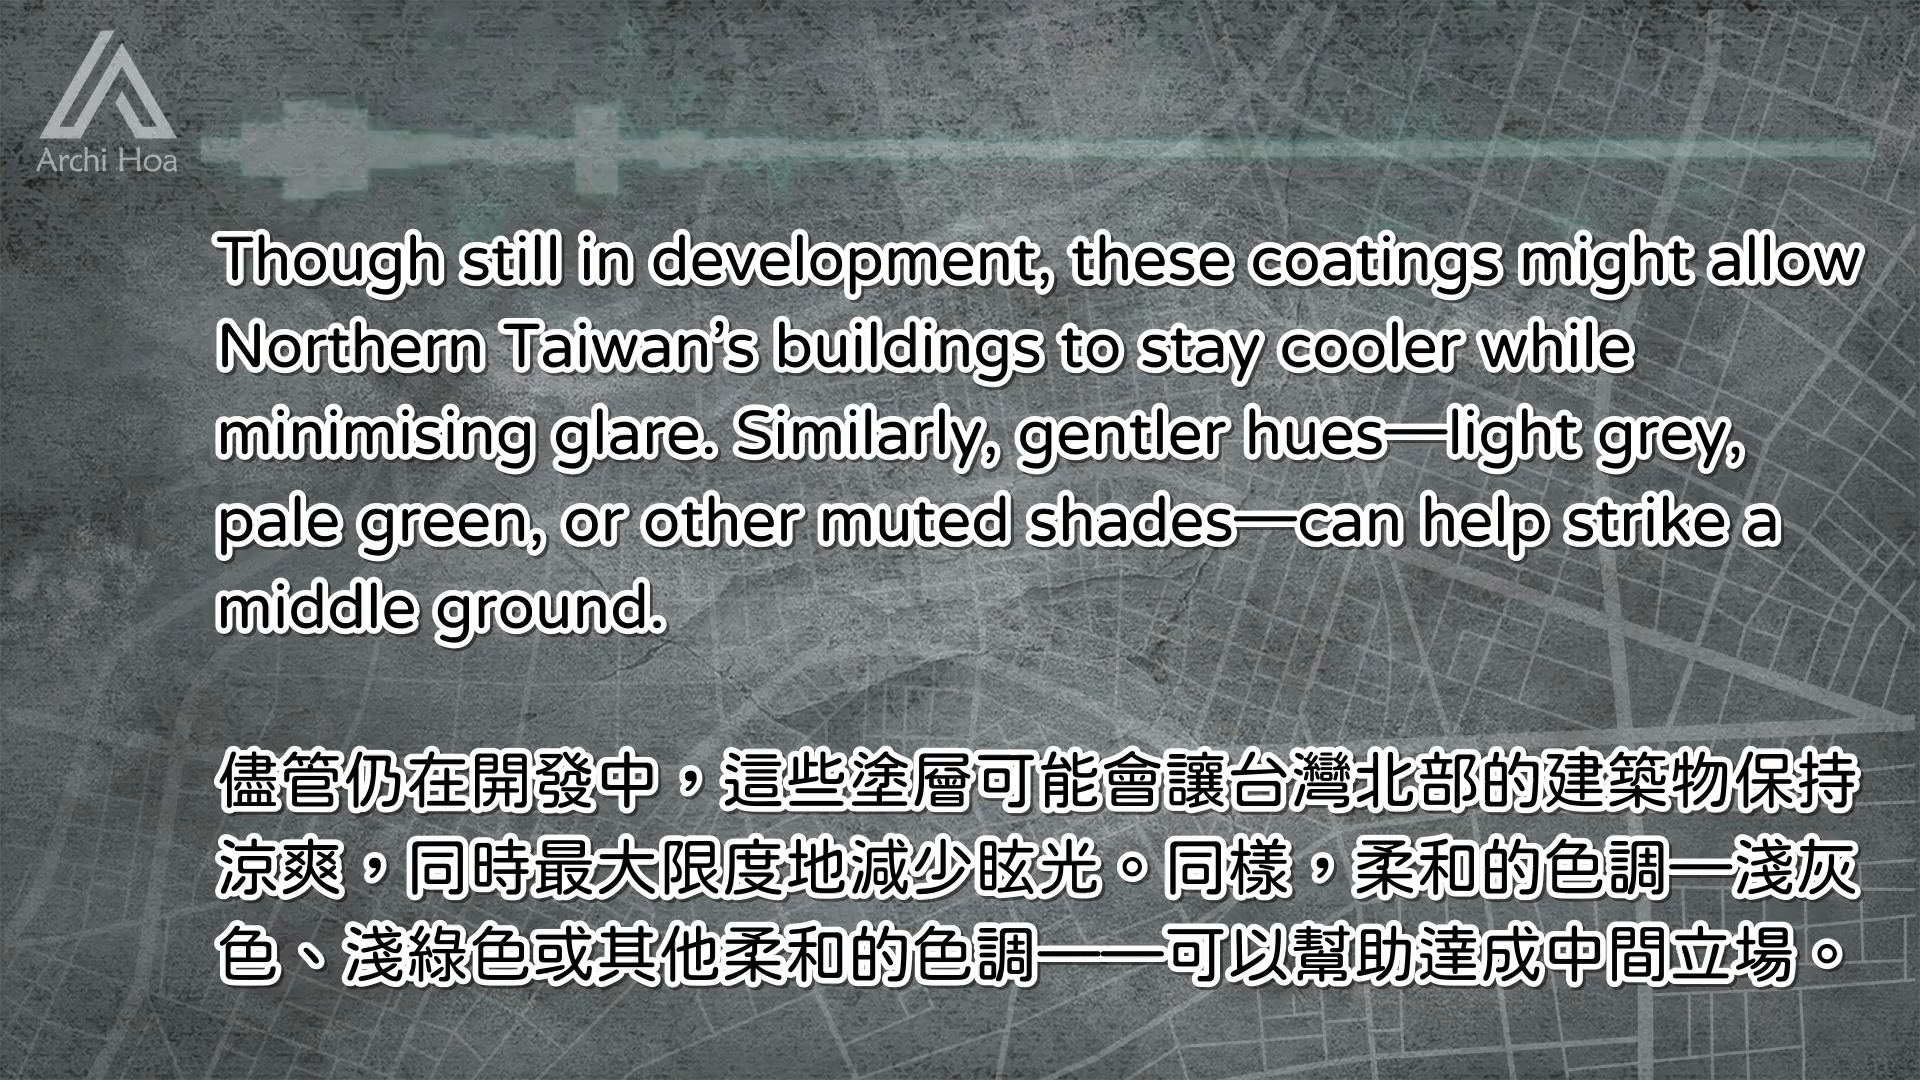 Archi Hoa
Though still in development, these coatings might allow
Northern Taiwan’s buildings to stay cooler while
minimising glare. Similarly, gentler hues—light grey,
pale green, or other muted shades—can help strike a
middle ground.
儘管仍在開發中，這些塗層可能會讓台灣北部的建築物保持
涼爽，同時最大限度地減少眩光。同樣，柔和的色調—淺灰
色、淺綠色或其他柔和的色調——可以幫助達成中間立場。